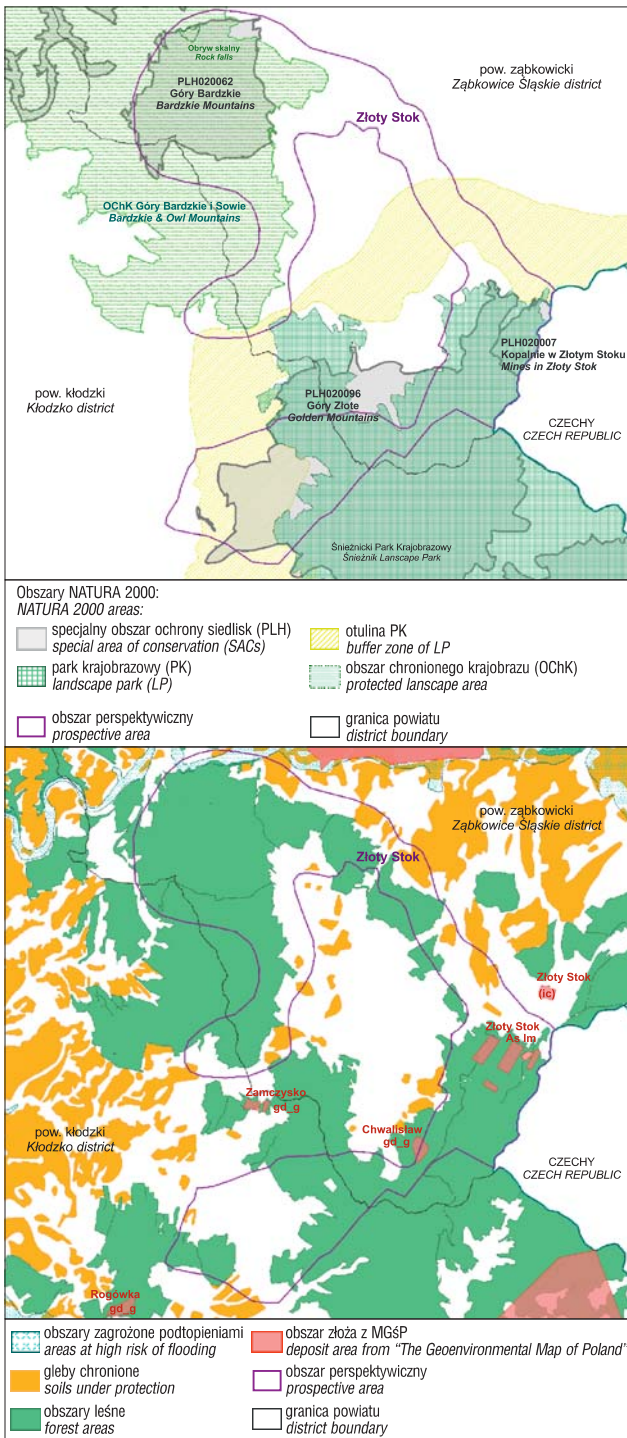 Obryw skalny
Rock falls
PLH020062
Góry Bardzkie
Bardzkie Mountains
pow. ząbkowicki
Ząbkowice Śląskie district
Złoty Stok
OChK Góry Bardzkie i Sowie
Bardzkie & Owl Mountains
PLH020007
Kopalnie w Złotym Stoku
Mines in Złoty Stok
pow. kłodzki
Kłodzko district
PLH020096
Góry Złote
Golden Mountains
CZECHY
CZECH REPUBLIC
Śnieżnicki Park Krajobrazowy
Śnieżnik Lanscape Park
Obszary NATURA 2000:
NATURA 2000 areas:
specjalny obszar ochrony siedlisk (PLH)
special area of conservation (SACs)
otulina PK
buffer zone of LP
park krajobrazowy (PK)
landscape park (LP)
obszar chronionego krajobrazu (OChK)
protected lanscape area
obszar perspektywiczny
prospective area
granica powiatu
district boundary
pow. ząbkowicki
Ząbkowice Śląskie district
Złoty Stok
Złoty Stok
(ic)
Złoty Stok
As Im
Zamczysko
gd_g
Chwalisław
gd_g
pow. kłodzki
Kłodzko district
CZECHY
CZECH REPUBLIC
Rogówka
gd_g
obszary zagrożone podtopieniami
areas at high risk of flooding
obszar złoża z MGśP
deposit area from “The Geoenvironmental Map of Poland”
gleby chronione
soils under protection
obszar perspektywiczny
prospective area
obszary leśne
forest areas
granica powiatu
district boundary